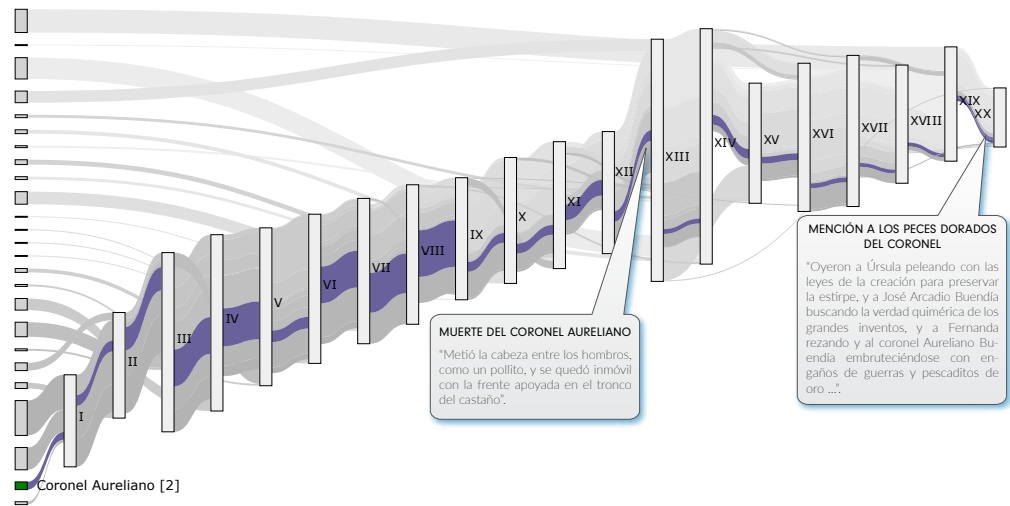 I
II
III
IV
V
VI
VII
VIII
IX
X
XI
XII
XIII
XIV
XV
XVI
XVII
XVIII
XIX
XX
Coronel Aureliano [2]
MUERTE DEL CORONEL AURELIANO
“Metió la cabeza entre los hombros,
como un pollito, y se quedó inmóvil
con la frente apoyada en el tronco
del castaño”.
MENCIÓN A LOS PECES DORADOS
DEL CORONEL
“Oyeron a Úrsula peleando con las
leyes de la creación para preservar
la estirpe, y a José Arcadio Buendía
buscando la verdad quimérica de los
grandes inventos, y a Fernanda
rezando y al coronel Aureliano Bu-
endía embruteciéndose con en-
gaños de guerras y pescaditos de
oro ...”.